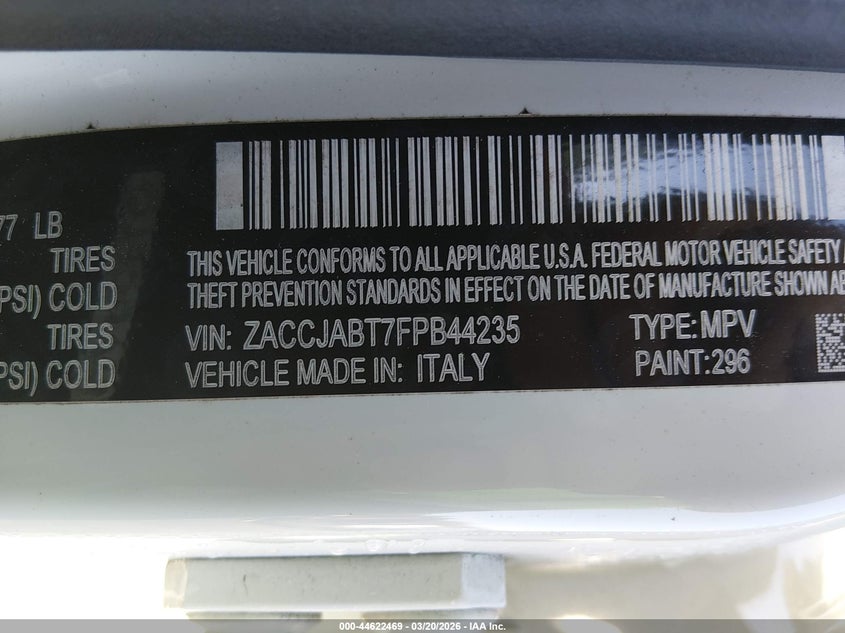 77 LB
TIRES
PSI) COLD
TIRES
PSI) COLD
THIS VEHICLE CONFORMS TO ALL APPLICABLE U.S.A. FEDERAL MOTOR VEHICLE SAFETY
THEFT PREVENTION STANDARDS IN EFFECT ON THE DATE OF MANUFACTURE SHOWN AB
VIN: ZACCJABT7FPB44235 TYPE: MPV
VEHICLE MADE IN: ITALY PAINT: 296
000-44622469 - 03/20/2026 - IAA, Inc.